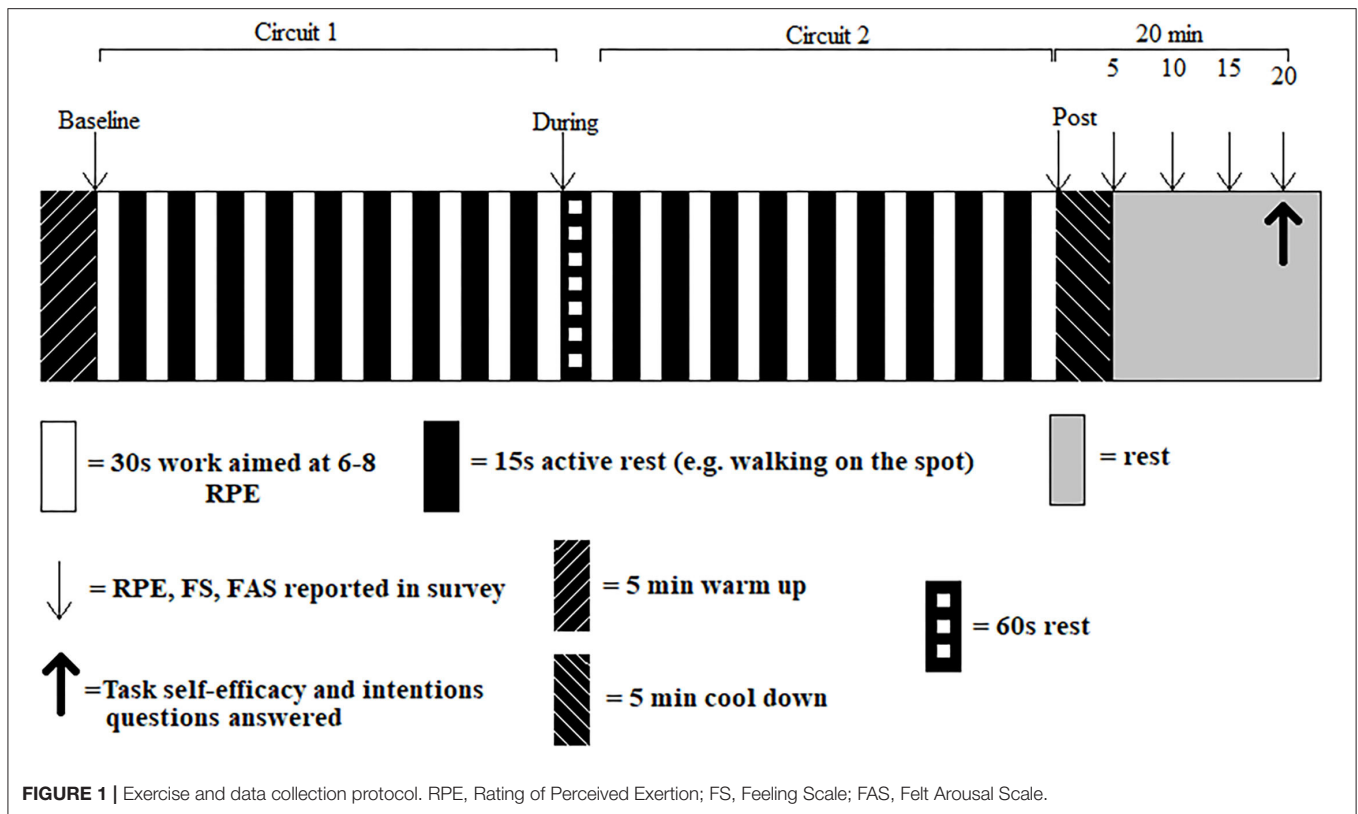 Circuit 1
Circuit 2
20 min
5 10 15 20
Baseline
During
Post
= 30s work aimed at 6-8
RPE
= 15s active rest (e.g. walking on the spot)
= rest
= RPE, FS, FAS reported in survey
= 5 min warm up
= 60s rest
=Task self-efficacy and intentions
questions answered
= 5 min cool down
FIGURE 1 | Exercise and data collection protocol. RPE, Rating of Perceived Exertion; FS, Feeling Scale; FAS, Felt Arousal Scale.